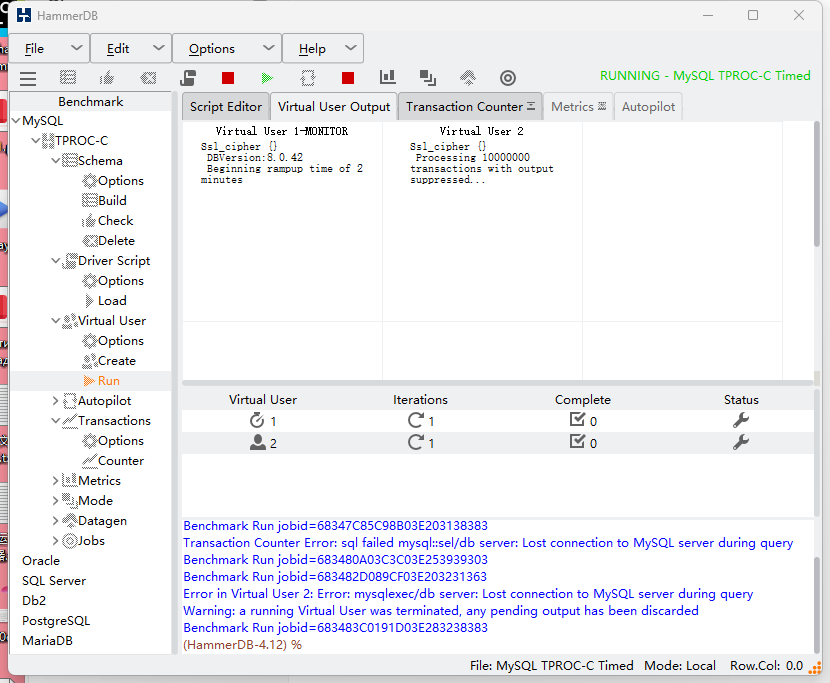 HammerDB
File Edit Options Help
RUNNING - MySQL TPROC-C Timed
Benchmark
Script Editor Virtual User Output Transaction Counter Metrics Autopilot
MySQL
TPROC-C
Schema
Options
Build
Check
Delete
Driver Script
Options
Load
Virtual User
Options
Create
Run
Autopilot
Transactions
Options
Counter
Metrics
Mode
Datagen
Jobs
Oracle
SQL Server
Db2
PostgreSQL
MariaDB
Virtual User 1-MONITOR
Ssl_cipher {}
DBVersion:8.0.42
Beginning rampup time of 2
minutes
Virtual User 2
Ssl_cipher {}
Processing 10000000
transactions with output
suppressed...
Virtual User Iterations Complete Status
1 1 0
2 1 0
Benchmark Run jobid=68347C85C98B03E203138383
Transaction Counter Error: sql failed mysql::sel/db server: Lost connection to MySQL server during query
Benchmark Run jobid=683480A03C3C03E253939303
Benchmark Run jobid=683482D089CF03E203231363
Error in Virtual User 2: Error: mysqlexec/db server: Lost connection to MySQL server during query
Warning: a running Virtual User was terminated, any pending output has been discarded
Benchmark Run jobid=683483C0191D03E283238383
(HammerDB-4.12) %
File: MySQL TPROC-C Timed Mode: Local Row.Col: 0.0